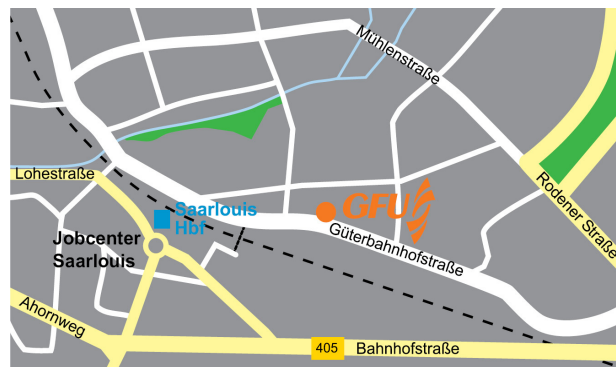 Mühlenstraße
Lohestraße
Rodener Straße
Saarlouis
Hbf
GFU
Jobcenter
Saarlouis
Güterbahnhofstraße
Ahornweg
405
Bahnhofstraße